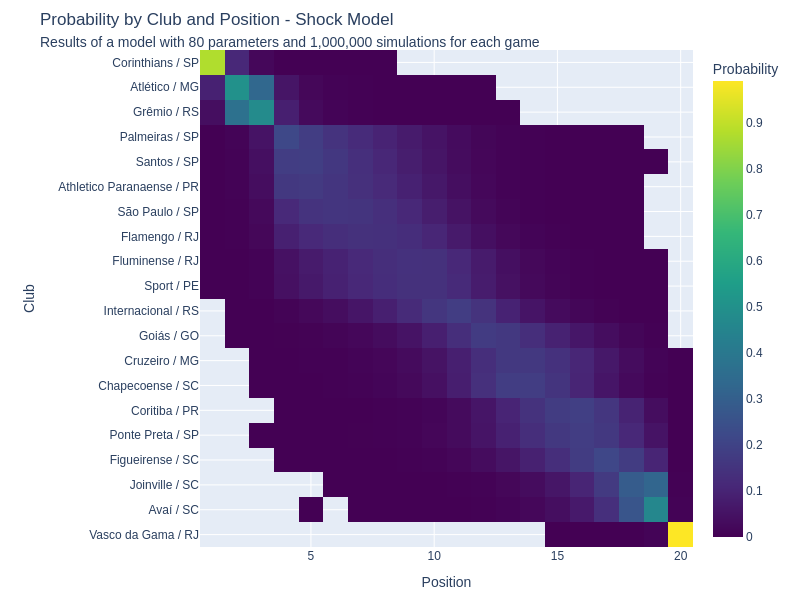 Probability by Club and Position - Shock Model
Results of a model with 80 parameters and 1,000,000 simulations for each game
Probability
Corinthians / SP
Atlético / MG
Grêmio / RS
Palmeiras / SP
Santos / SP
Athletico Paranaense / PR
São Paulo / SP
Flamengo / RJ
Fluminense / RJ
Sport / PE
Internacional / RS
Goiás / GO
Cruzeiro / MG
Chapecoense / SC
Coritiba / PR
Ponte Preta / SP
Figueirense / SC
Joinville / SC
Avaí / SC
Vasco da Gama / RJ
Club
5
10
15
20
Position
0.9
0.8
0.7
0.6
0.5
0.4
0.3
0.2
0.1
0